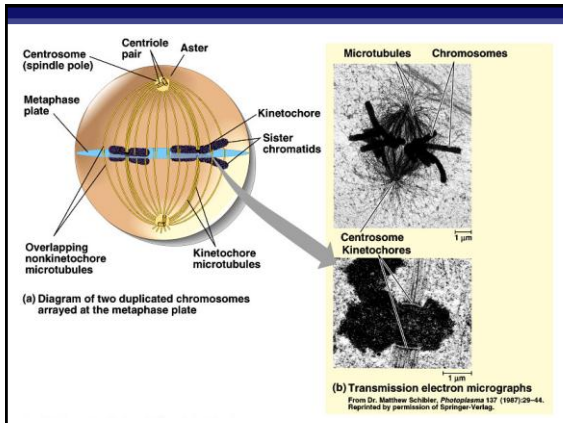 Centrosome
(spindle pole)
Centriole
pair
Aster
Metaphase
plate
Kinetochore
Sister
chromatids
Overlapping
nonkinetochore
microtubules
Kinetochore
microtubules
(a) Diagram of two duplicated chromosomes
arrayed at the metaphase plate
Microtubules
Chromosomes
1 µm
Centrosome
Kinetochores
1 µm
(b) Transmission electron micrographs
From Dr. Matthew Schibler, Photoplasma 137 (1987):29–44.
Reprinted by permission of Springer-Verlag.